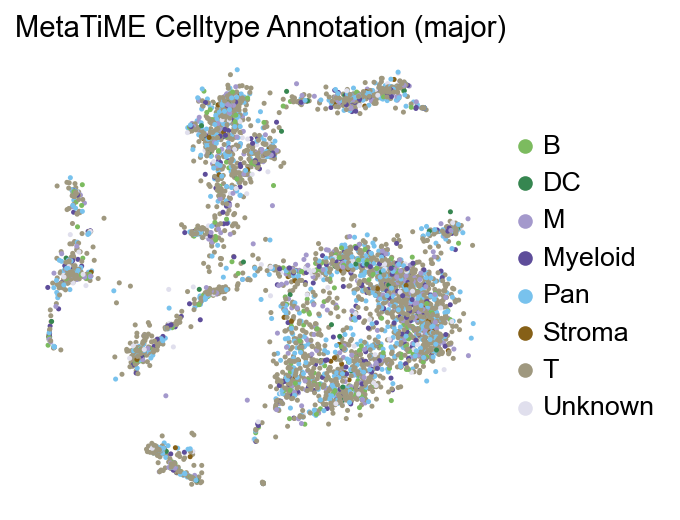 MetaTiME Celltype Annotation (major)
B
DC
M
Myeloid
Pan
Stroma
T
Unknown